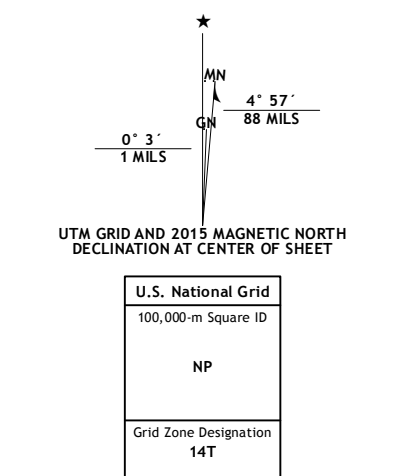 ★
MN
4° 57´
88 MILS
GN
0° 3´
1 MILS
UTM GRID AND 2015 MAGNETIC NORTH
DECLINATION AT CENTER OF SHEET
U.S. National Grid
100,000-m Square ID
NP
Grid Zone Designation
14T